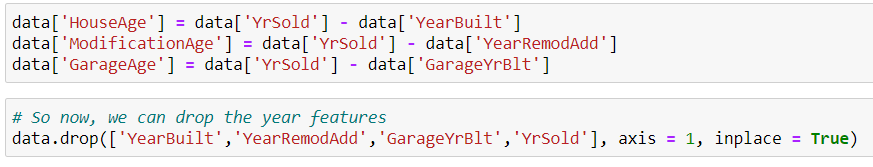 data['HouseAge'] = data['YrSold'] - data['YearBuilt']
data['ModificationAge'] = data['YrSold'] - data['YearRemodAdd']
data['GarageAge'] = data['YrSold'] - data['GarageYrBlt']
# So now, we can drop the year features
data.drop(['YearBuilt','YearRemodAdd','GarageYrBlt','YrSold'], axis = 1, inplace = True)